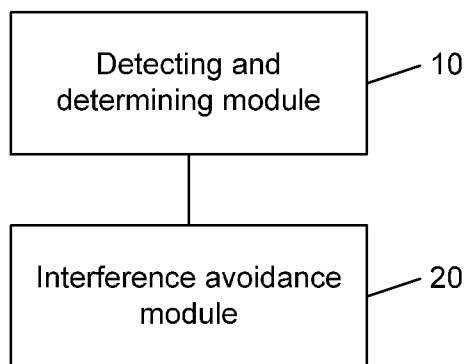 Detecting and
determining module
10
Interference avoidance
module
20